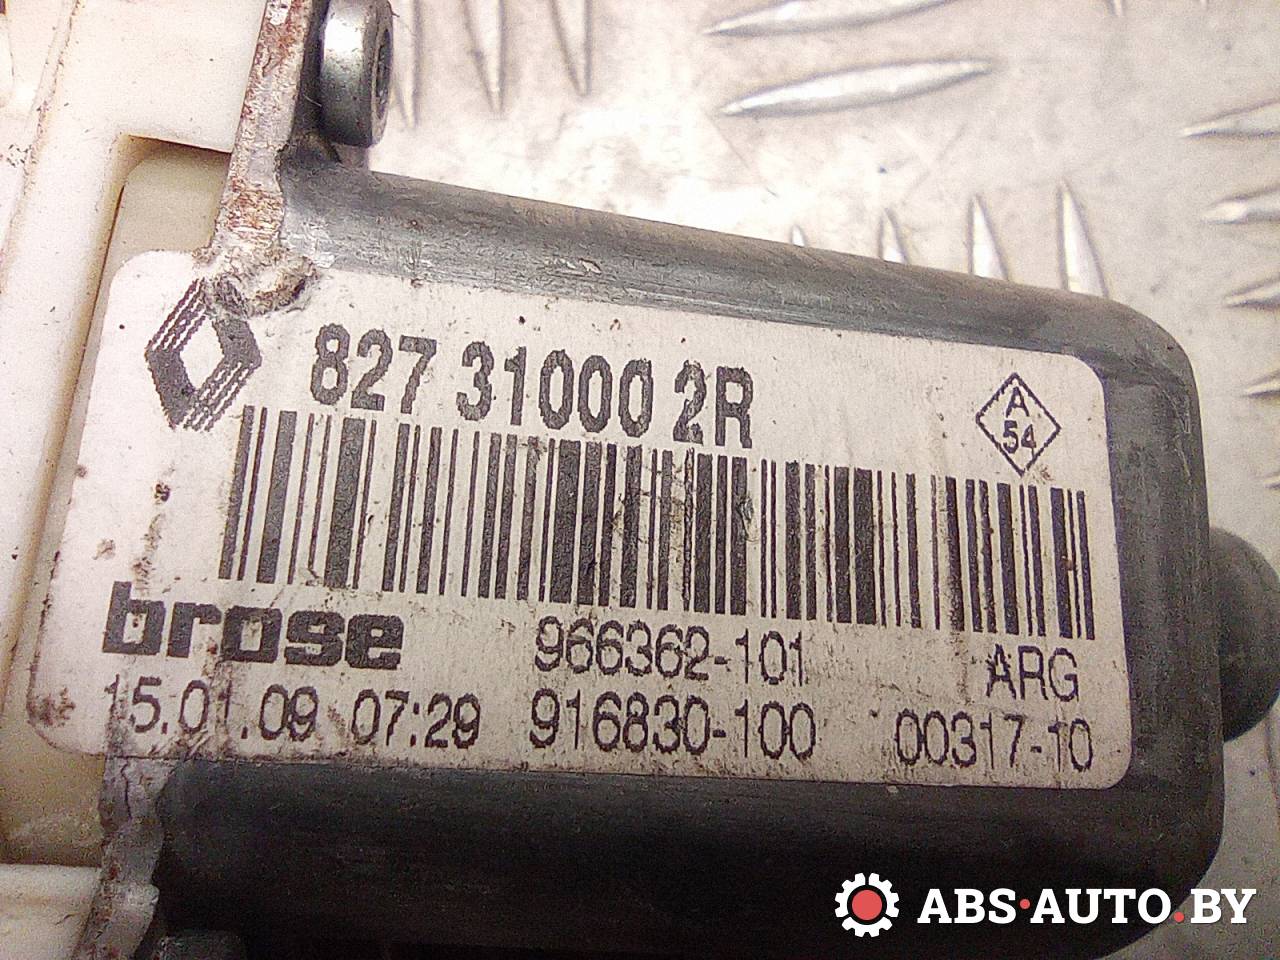 827 31000 2R
A
54
brose
966362-101
ARG
15.01.09 07:29
916830-100
00317-10
ABS·AUTO.BY